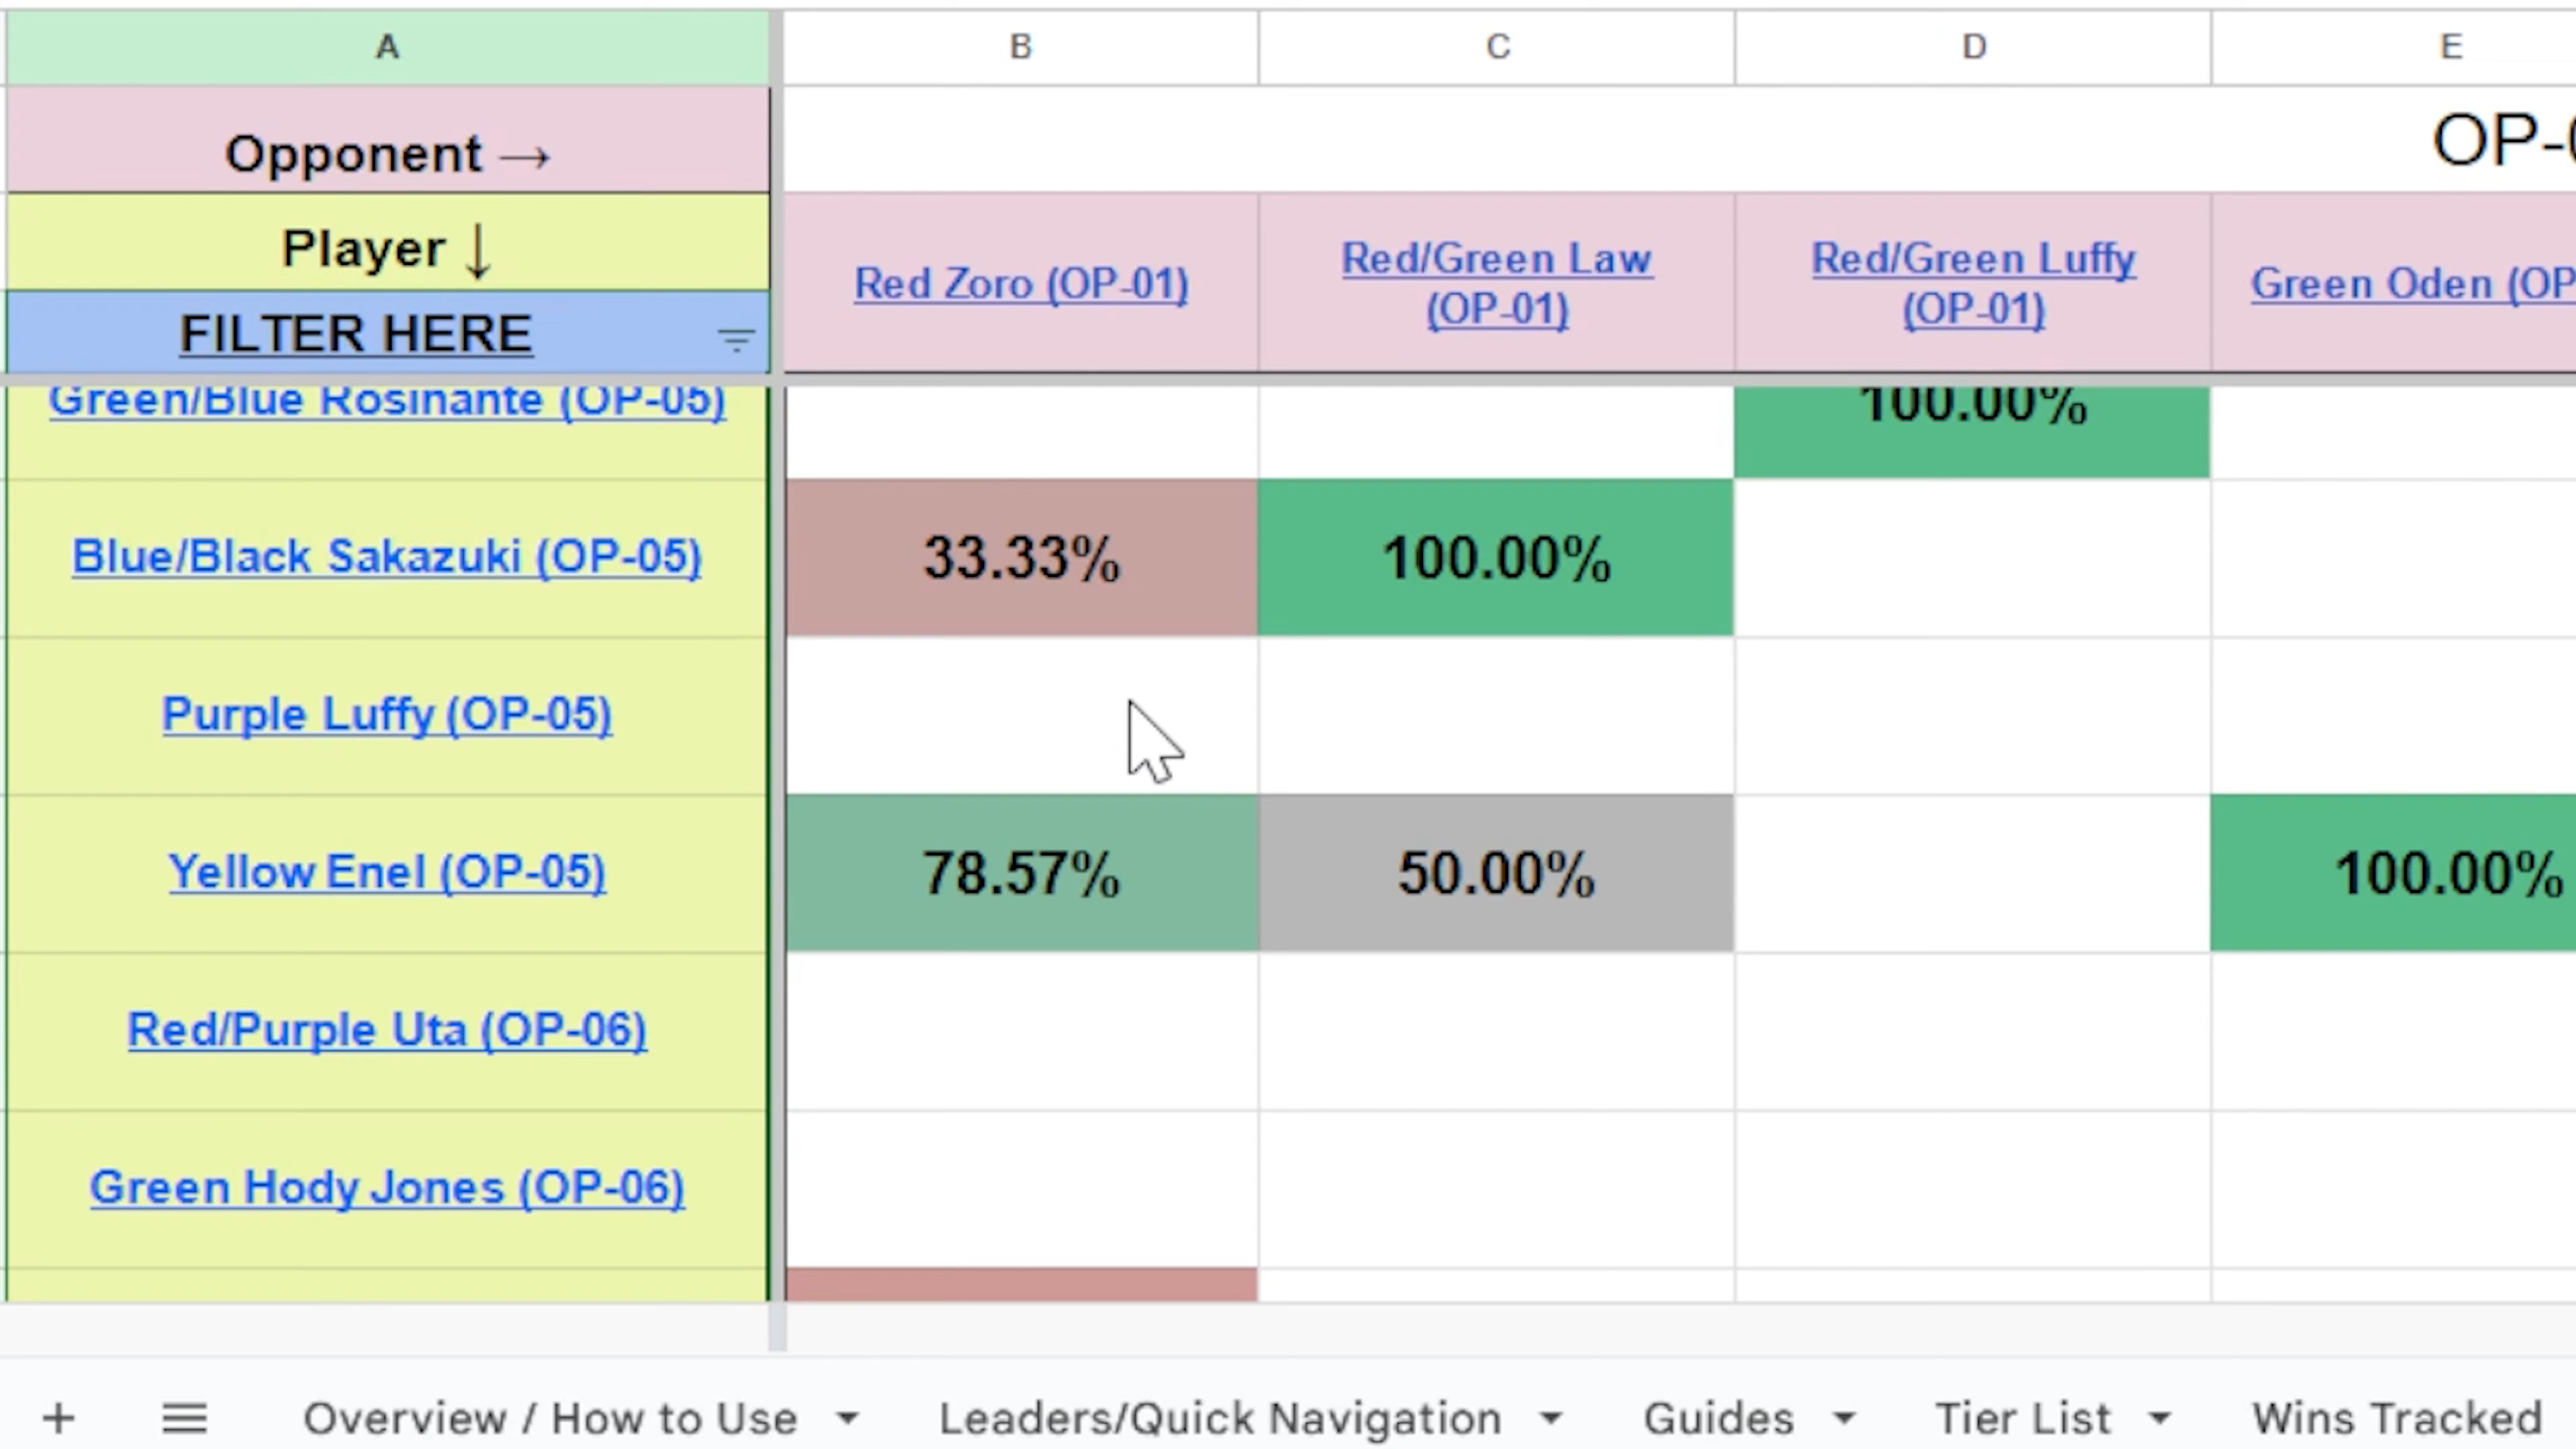 A B C D E
Opponent → OP-
Player ↓
Red Zoro (OP-01) Red/Green Law (OP-01) Red/Green Luffy (OP-01) Green Oden (OP
FILTER HERE
Green/Blue Rosinante (OP-05) 100.00%
Blue/Black Sakazuki (OP-05) 33.33% 100.00%
Purple Luffy (OP-05)
Yellow Enel (OP-05) 78.57% 50.00% 100.00%
Red/Purple Uta (OP-06)
Green Hody Jones (OP-06)
+ Overview / How to Use Leaders/Quick Navigation Guides Tier List Wins Tracked